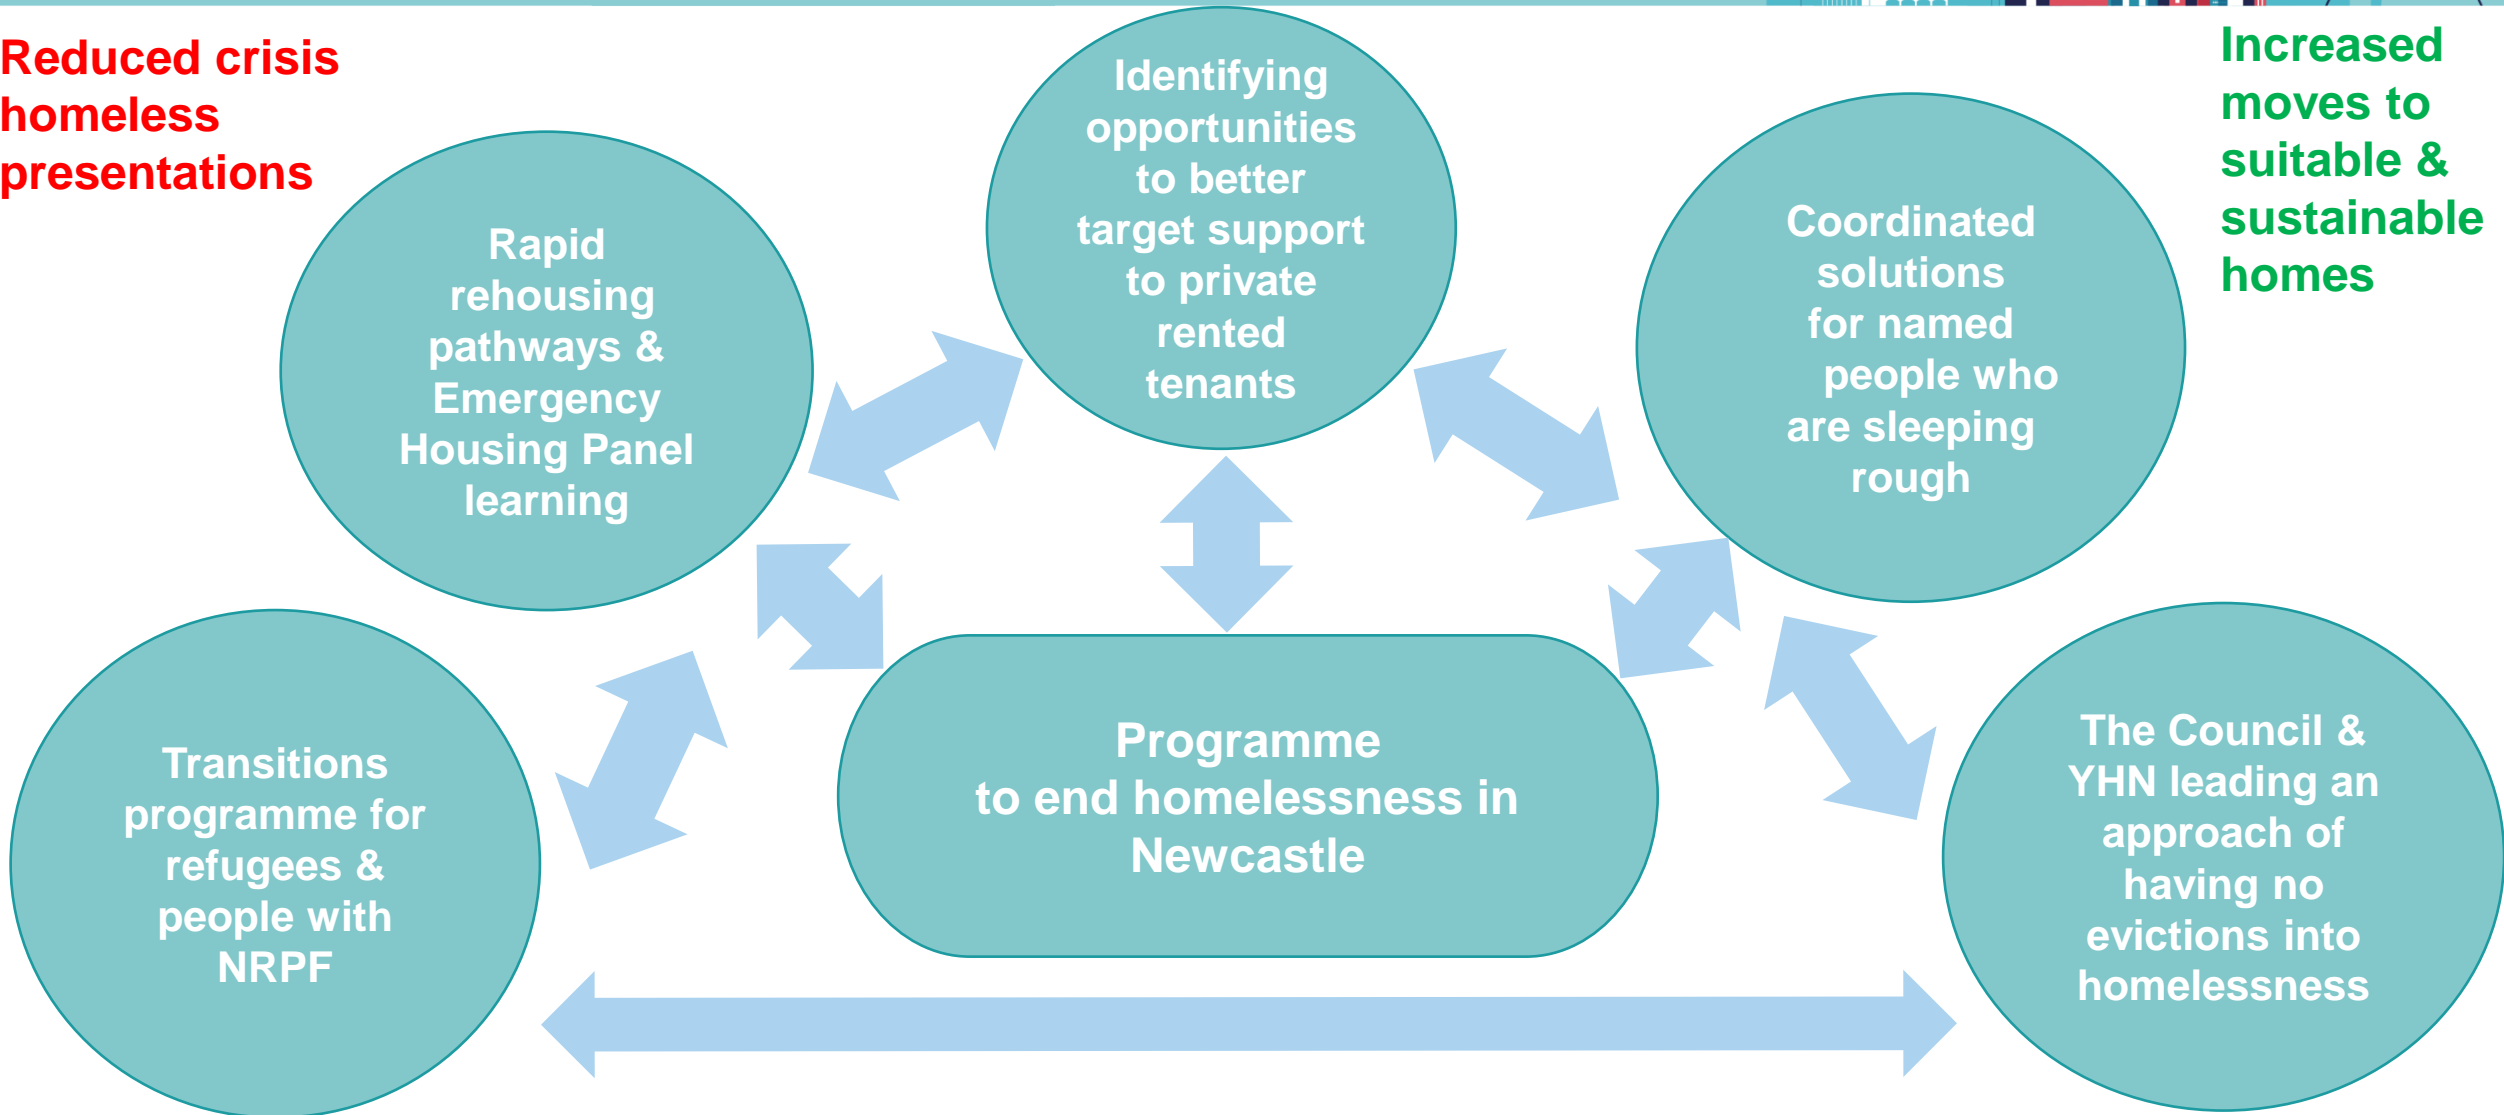 Reduced crisis
homeless
presentations
Increased
moves to
suitable &
sustainable
homes
Identifying
opportunities
to better
target support
to private
rented
tenants
Rapid
rehousing
pathways &
Emergency
Housing Panel
learning
Coordinated
solutions
for named
people who
are sleeping
rough
Transitions
programme for
refugees &
people with
NRPF
Programme
to end homelessness in
Newcastle
The Council &
YHN leading an
approach of
having no
evictions into
homelessness